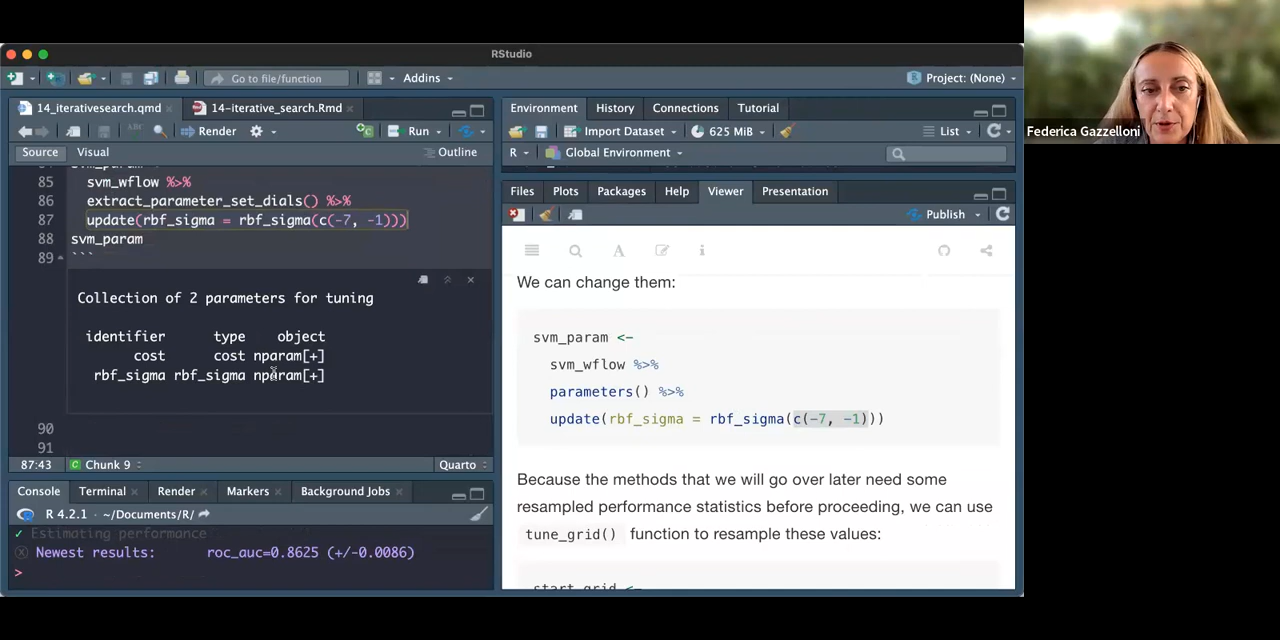 RStudio
Go to file/function
Addins
Project: (None)
14_iterativesearch.qmd
14-iterative_search.Rmd
Render
Run
Source
Visual
Outline
85
svm_wflow %>%
86
extract_parameter_set_dials() %>%
87
update(rbf_sigma = rbf_sigma(c(-7, -1)))
88
svm_param
89
```
Collection of 2 parameters for tuning
identifier type object
cost cost nparam[+]
rbf_sigma rbf_sigma nparam[+]
90
91
87:43
Chunk 9
Quarto
Console
Terminal
Render
Markers
Background Jobs
R 4.2.1 · ~/Documents/R/
✓ Estimating performance
Newest results: roc_auc=0.8625 (+/-0.0086)
>
Environment
History
Connections
Tutorial
Import Dataset
625 MiB
List
R
Global Environment
Files
Plots
Packages
Help
Viewer
Presentation
Publish
We can change them:
svm_param <-
svm_wflow %>%
parameters() %>%
update(rbf_sigma = rbf_sigma(c(-7, -1)))
Because the methods that we will go over later need some
resampled performance statistics before proceeding, we can use
tune_grid() function to resample these values:
start_grid <-
Federica Gazzelloni